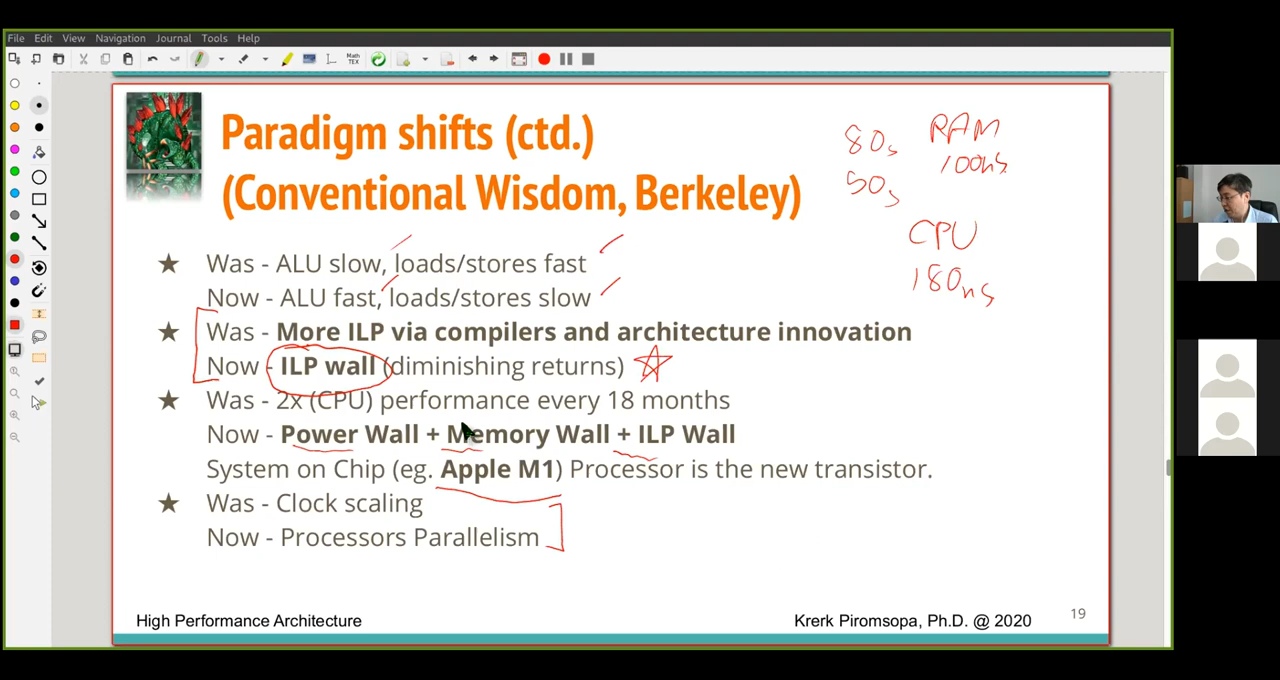 File Edit View Navigation Journal Tools Help
Math
TEX
Paradigm shifts (ctd.)
(Conventional Wisdom, Berkeley)
80s RAM
100ns
50s
CPU
180ns
★ Was - ALU slow, loads/stores fast
Now - ALU fast, loads/stores slow
★ Was - More ILP via compilers and architecture innovation
Now - ILP wall (diminishing returns)
★ Was - 2x (CPU) performance every 18 months
Now - Power Wall + Memory Wall + ILP Wall
System on Chip (eg. Apple M1) Processor is the new transistor.
★ Was - Clock scaling
Now - Processors Parallelism
High Performance Architecture
Krerk Piromsopa, Ph.D. @ 2020
19